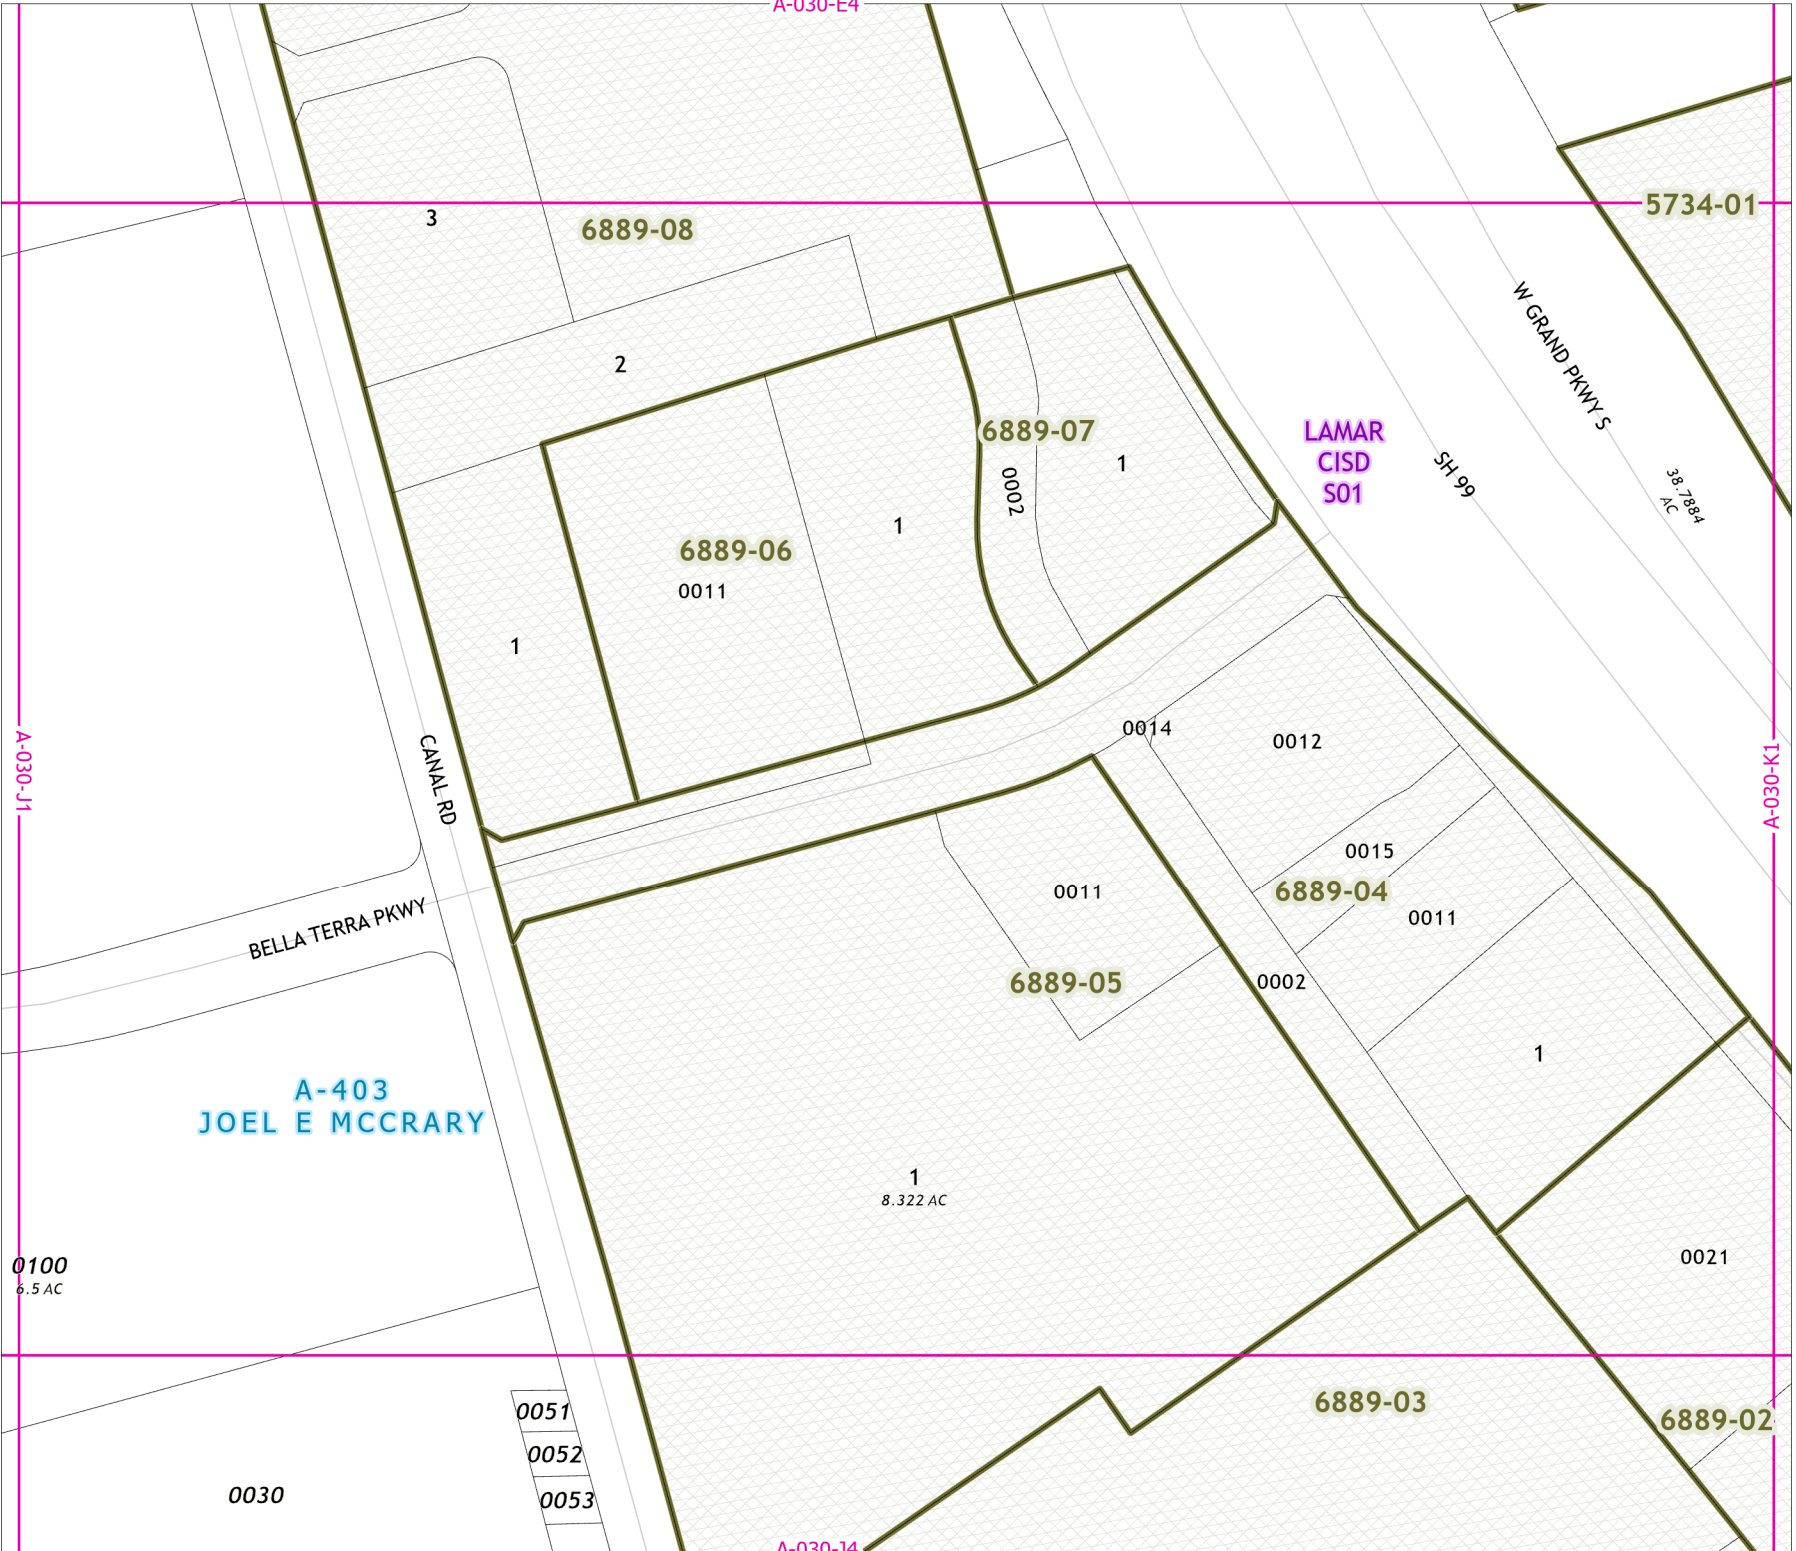 A-030-E4
5734-01
3
6889-08
W GRAND PKWY S
2
6889-07
LAMAR
CISD
S01
SH 99
38.7884
AC
1
0002
1
6889-06
0011
1
A-030-J1
CANAL RD
0014
0012
A-030-K1
0015
6889-04
0011
0011
BELLA TERRA PKWY
6889-05
0002
1
A-403
JOEL E MCCRARY
1
8.322 AC
0100
6.5 AC
0021
6889-03
0051
6889-02
0052
0030
0053
A-030-J4